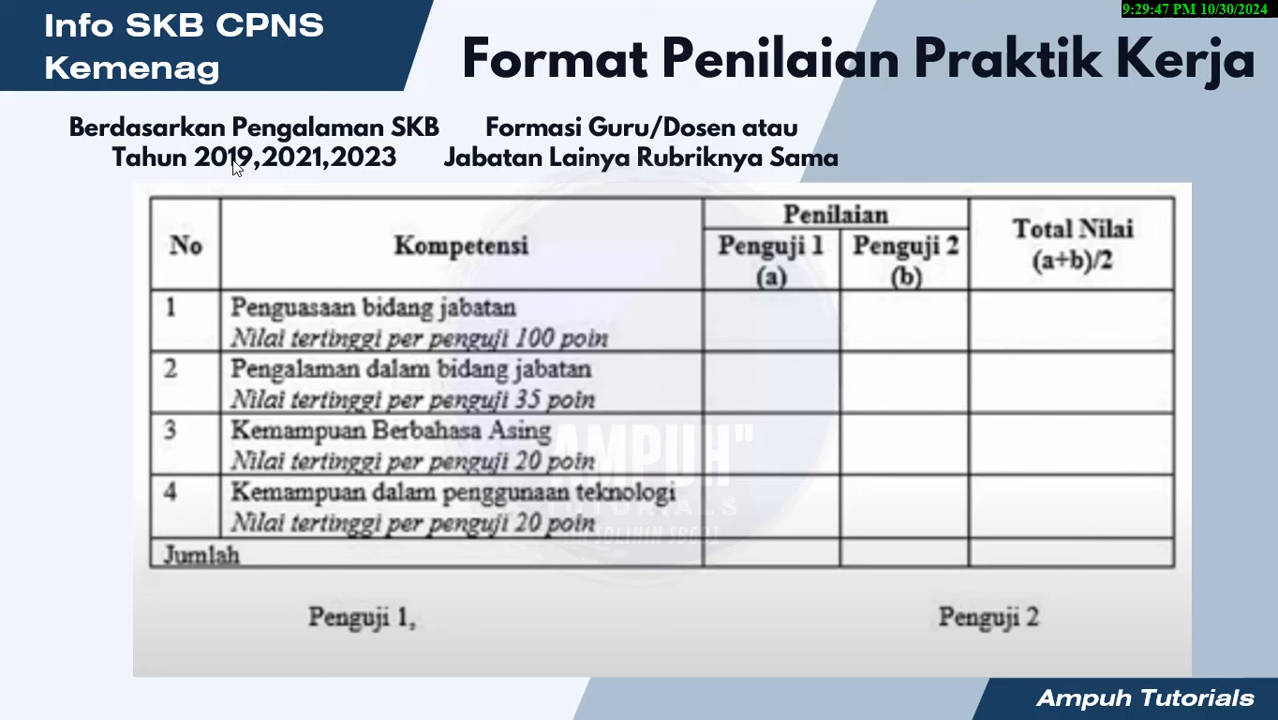 9:29:47 PM 10/30/2024
Info SKB CPNS
Kemenag
Format Penilaian Praktik Kerja
Berdasarkan Pengalaman SKB
Tahun 2019,2021,2023
Formasi Guru/Dosen atau
Jabatan Lainya Rubriknya Sama
No
Kompetensi
Penilaian
Penguji 1
(a)
Penguji 2
(b)
Total Nilai
(a+b)/2
1
Penguasaan bidang jabatan
Nilai tertinggi per penguji 100 poin
2
Pengalaman dalam bidang jabatan
Nilai tertinggi per penguji 35 poin
3
Kemampuan Berbahasa Asing
Nilai tertinggi per penguji 20 poin
4
Kemampuan dalam penggunaan teknologi
Nilai tertinggi per penguji 20 poin
Jumlah
"AMPUH"
TUTORIALS
Penguji 1,
Penguji 2
Ampuh Tutorials